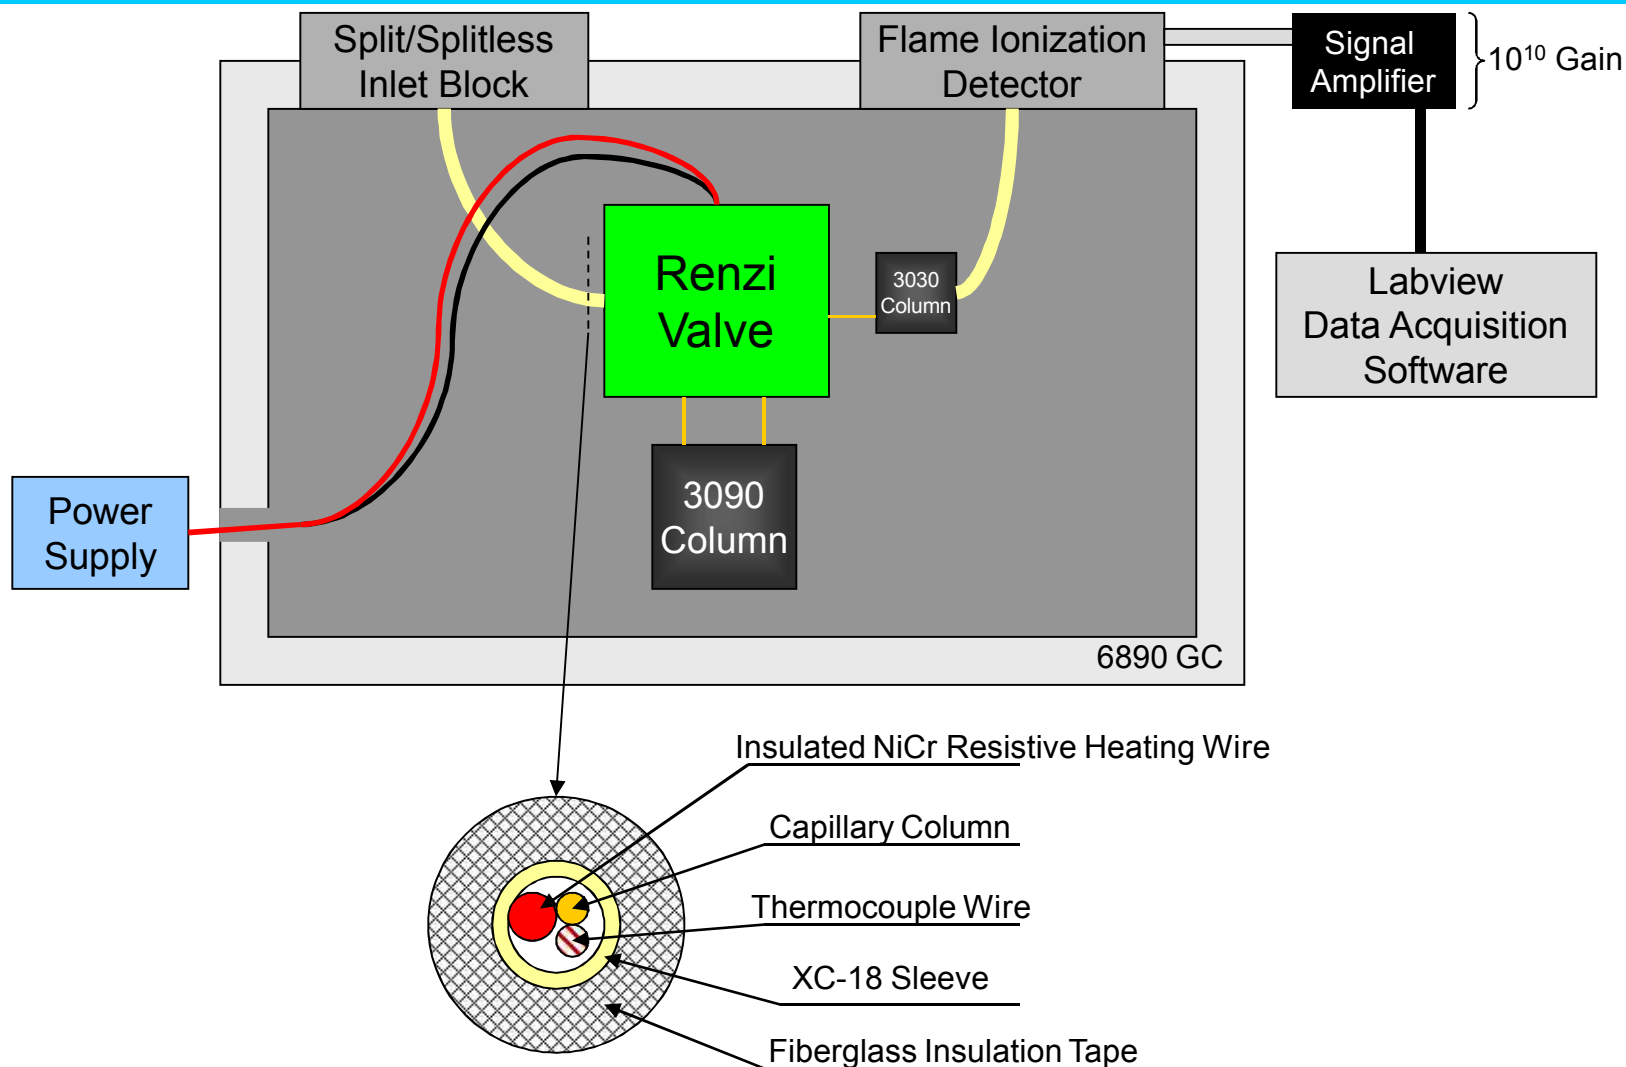 Split/Splitless
Inlet Block
Flame Ionization
Detector
Signal
Amplifier
10¹⁰ Gain
Renzi
Valve
3030
Column
Labview
Data Acquisition
Software
Power
Supply
3090
Column
6890 GC
Insulated NiCr Resistive Heating Wire
Capillary Column
Thermocouple Wire
XC-18 Sleeve
Fiberglass Insulation Tape